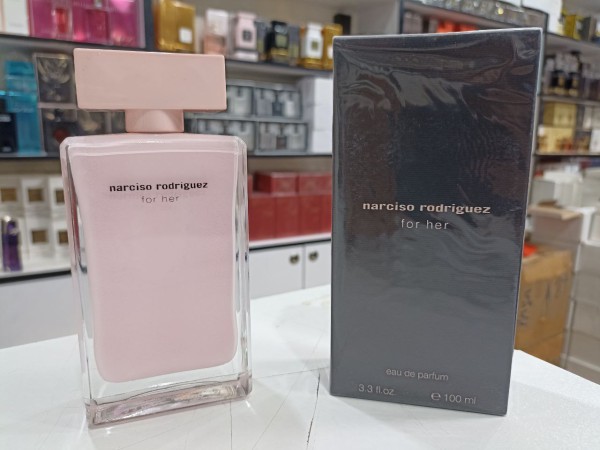 narciso rodriguez
for her
narciso rodriguez
for her
eau de parfum
3.3 fl.oz ℮ 100 ml